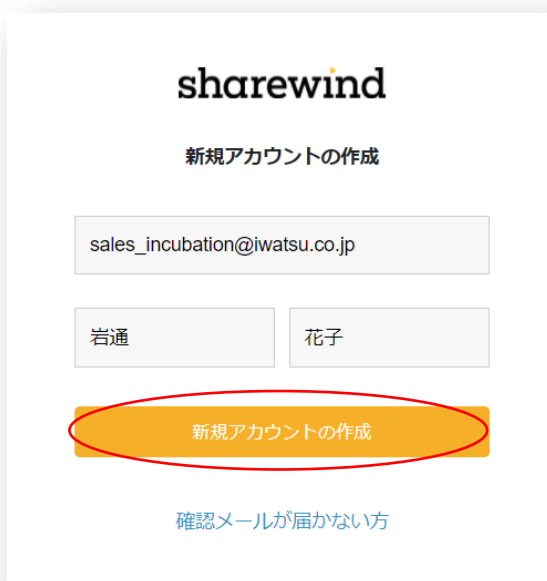 sharewind
新規アカウントの作成
sales_incubation@iwatsu.co.jp
岩通 花子
新規アカウントの作成
確認メールが届かない方